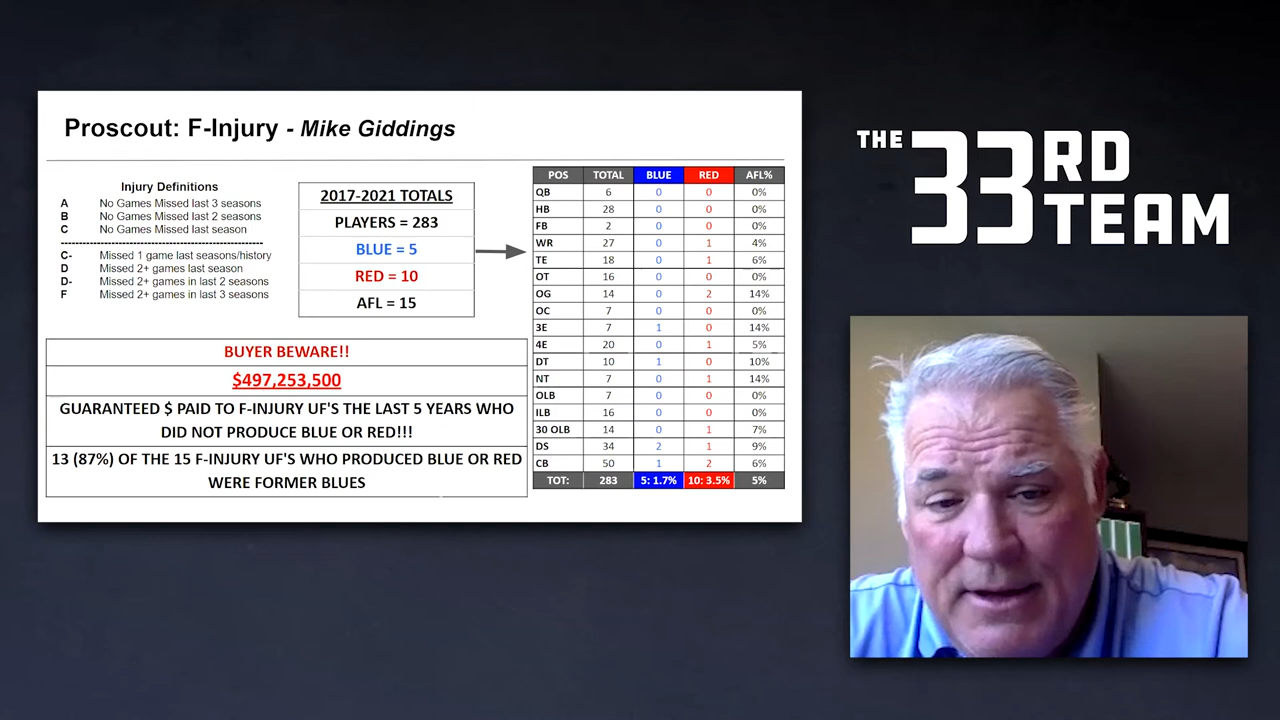 Proscout: F-Injury - Mike Giddings
Injury Definitions
A No Games Missed last 3 seasons
B No Games Missed last 2 seasons
C No Games Missed last season
C- Missed 1 game last seasons/history
D Missed 2+ games last season
D- Missed 2+ games in last 2 seasons
F Missed 2+ games in last 3 seasons
2017-2021 TOTALS
PLAYERS = 283
BLUE = 5
RED = 10
AFL = 15
BUYER BEWARE!!
$497,253,500
GUARANTEED $ PAID TO F-INJURY UF'S THE LAST 5 YEARS WHO
DID NOT PRODUCE BLUE OR RED!!!
13 (87%) OF THE 15 F-INJURY UF'S WHO PRODUCED BLUE OR RED
WERE FORMER BLUES
POS TOTAL BLUE RED AFL%
QB 6 0 0 0%
HB 28 0 0 0%
FB 2 0 0 0%
WR 27 0 1 4%
TE 18 0 1 6%
OT 16 0 0 0%
OG 14 0 2 14%
OC 7 0 0 0%
3E 7 1 0 14%
4E 20 0 1 5%
DT 10 1 0 10%
NT 7 0 1 14%
OLB 7 0 0 0%
ILB 16 0 0 0%
30 OLB 14 0 1 7%
DS 34 2 1 9%
CB 50 1 2 6%
TOT: 283 5: 1.7% 10: 3.5% 5%
THE 33RD
TEAM